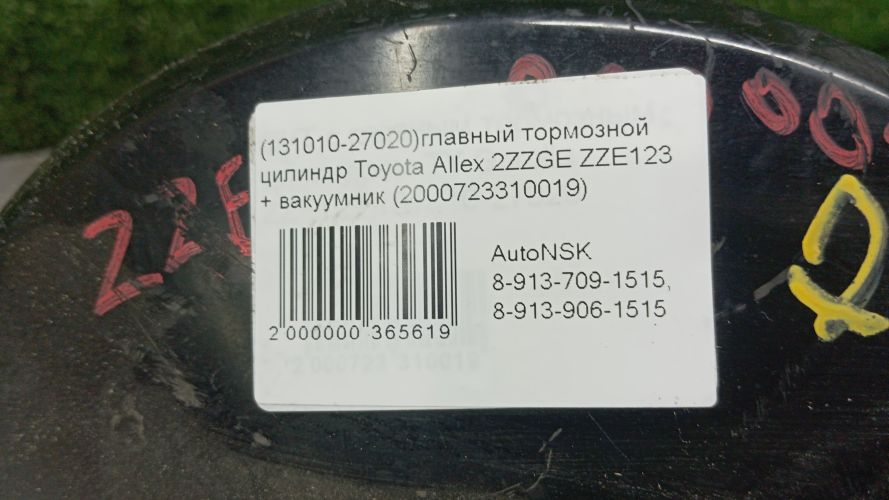 (131010-27020)главный тормозной
цилиндр Toyota Allex 2ZZGE ZZE123
+ вакуумник (2000723310019)
AutoNSK
8-913-709-1515,
8-913-906-1515
2 000000 365619
ZZE